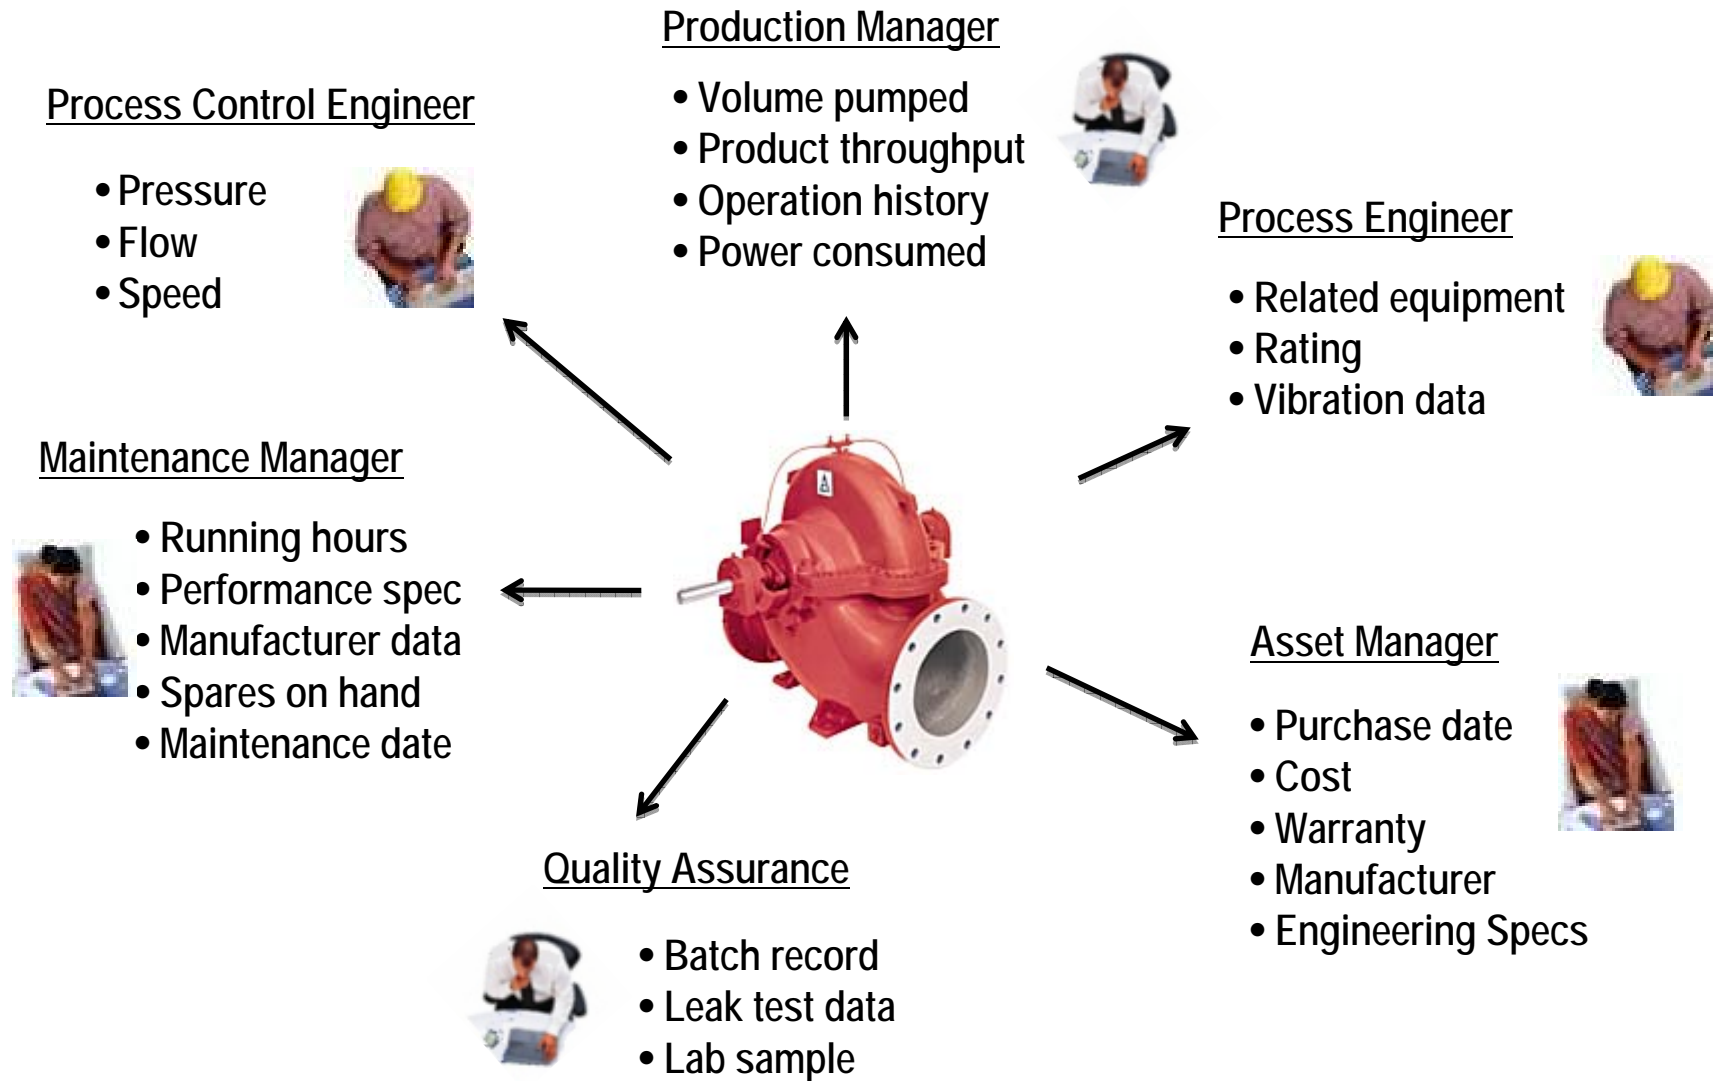 Production Manager
• Volume pumped
• Product throughput
• Operation history
• Power consumed
Process Control Engineer
• Pressure
• Flow
• Speed
Process Engineer
• Related equipment
• Rating
• Vibration data
Maintenance Manager
• Running hours
• Performance spec
• Manufacturer data
• Spares on hand
• Maintenance date
Asset Manager
• Purchase date
• Cost
• Warranty
• Manufacturer
• Engineering Specs
Quality Assurance
• Batch record
• Leak test data
• Lab sample